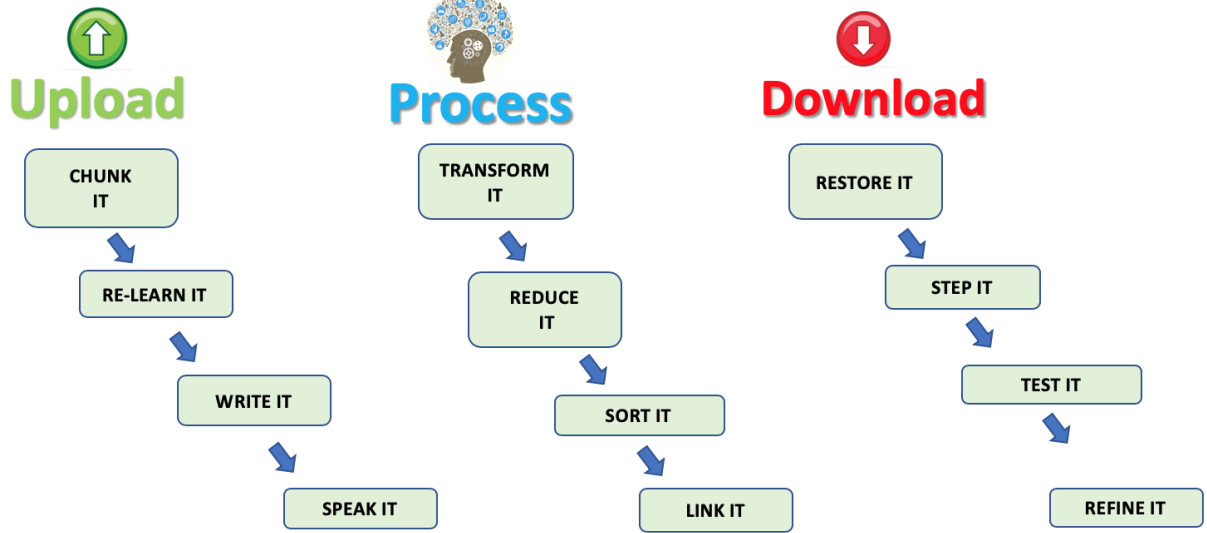 Upload
CHUNK
IT
RE-LEARN IT
WRITE IT
SPEAK IT
Process
TRANSFORM
IT
REDUCE
IT
SORT IT
LINK IT
Download
RESTORE IT
STEP IT
TEST IT
REFINE IT